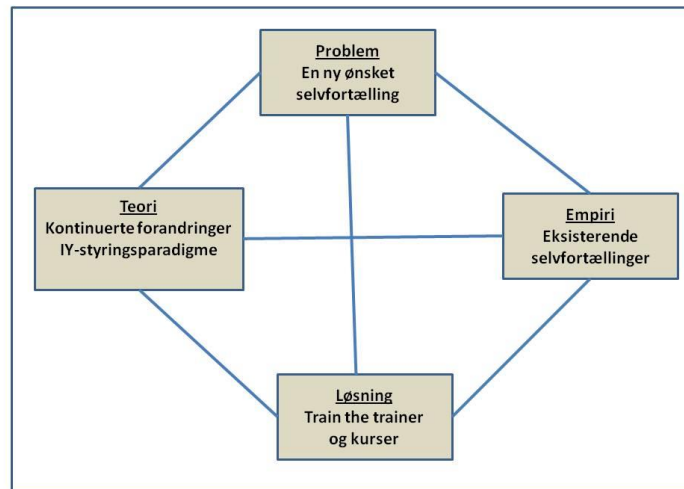 Problem
En ny ønsket
selvfortælling
Teori
Kontinuerte forandringer
IY-styringsparadigme
Empiri
Eksisterende
selvfortællinger
Løsning
Train the trainer
og kurser